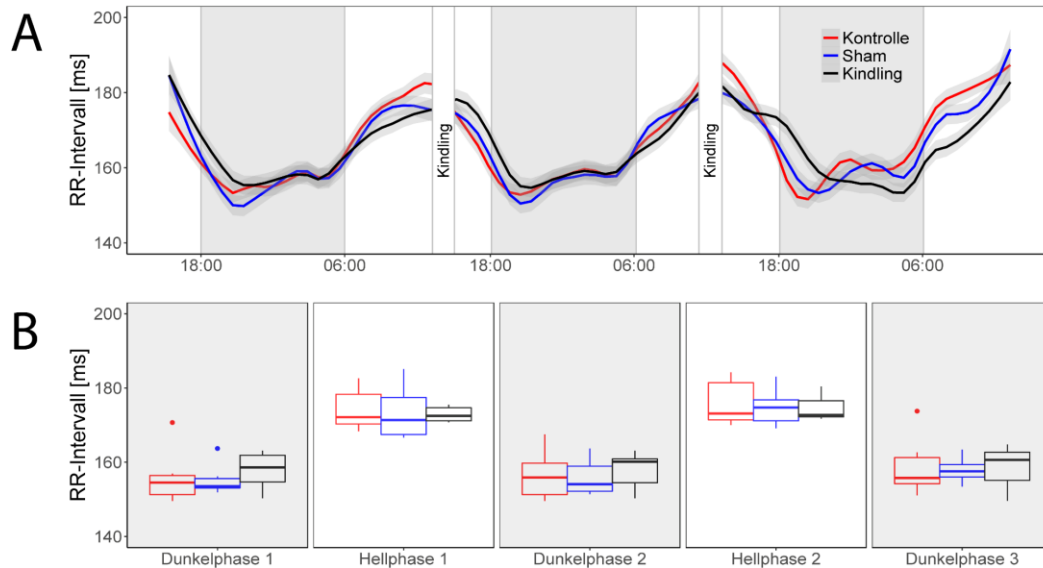 A
RR-Intervall [ms]
200
180
160
140
Kontrolle
Sham
Kindling
Kindling
Kindling
18:00 06:00 18:00 06:00 18:00 06:00
B
RR-Intervall [ms]
200
180
160
140
Dunkelphase 1 Hellphase 1 Dunkelphase 2 Hellphase 2 Dunkelphase 3